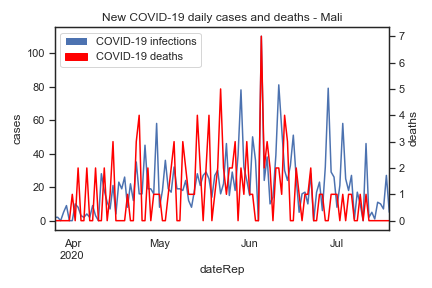 New COVID-19 daily cases and deaths - Mali
COVID-19 infections
COVID-19 deaths
cases
100
80
60
40
20
0
deaths
7
6
5
4
3
2
1
0
Apr
2020
May
Jun
Jul
dateRep